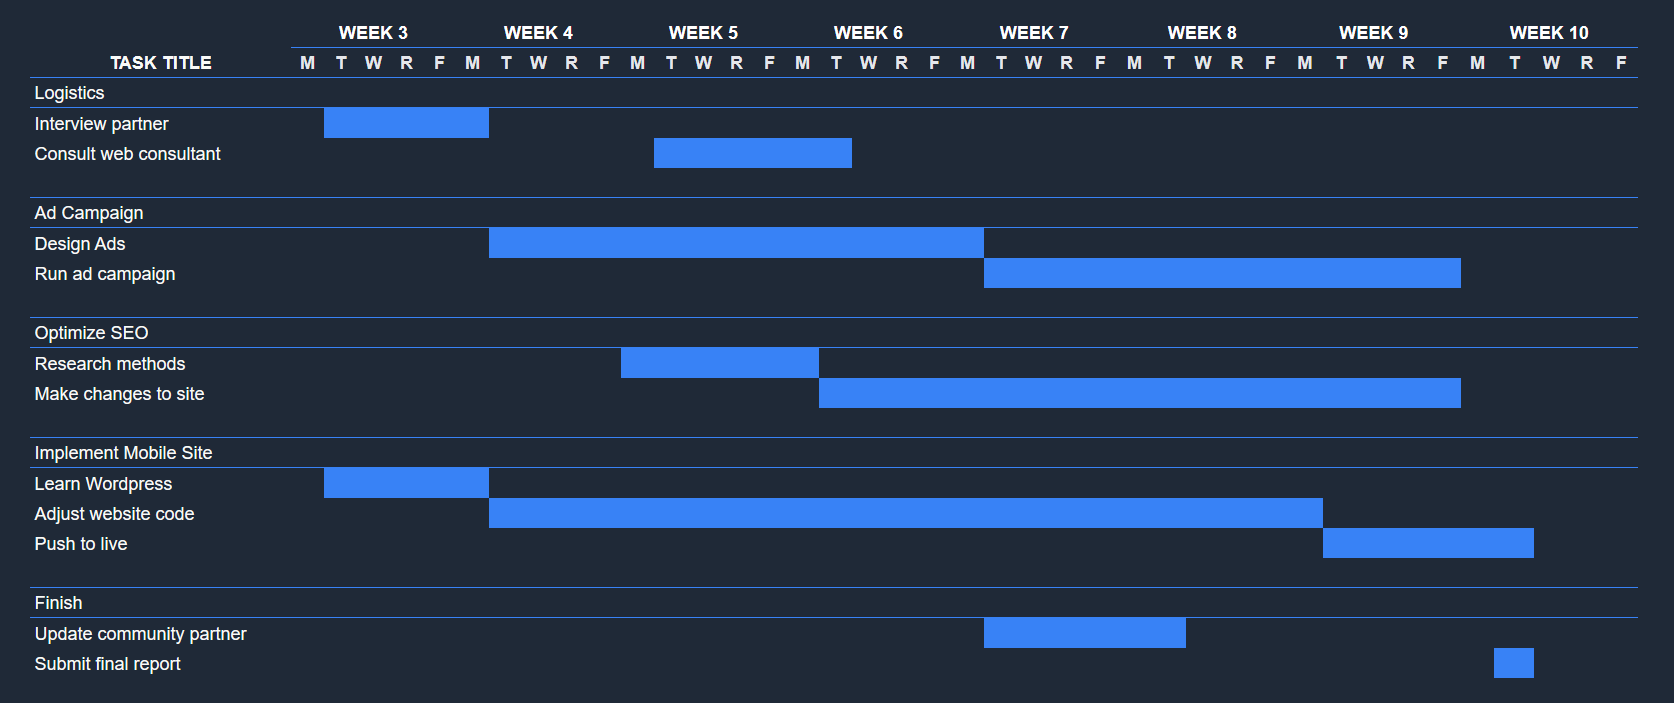 WEEK 3 WEEK 4 WEEK 5 WEEK 6 WEEK 7 WEEK 8 WEEK 9 WEEK 10
TASK TITLE M T W R F M T W R F M T W R F M T W R F M T W R F M T W R F M T W R F M T W R F
Logistics
Interview partner
Consult web consultant
Ad Campaign
Design Ads
Run ad campaign
Optimize SEO
Research methods
Make changes to site
Implement Mobile Site
Learn Wordpress
Adjust website code
Push to live
Finish
Update community partner
Submit final report